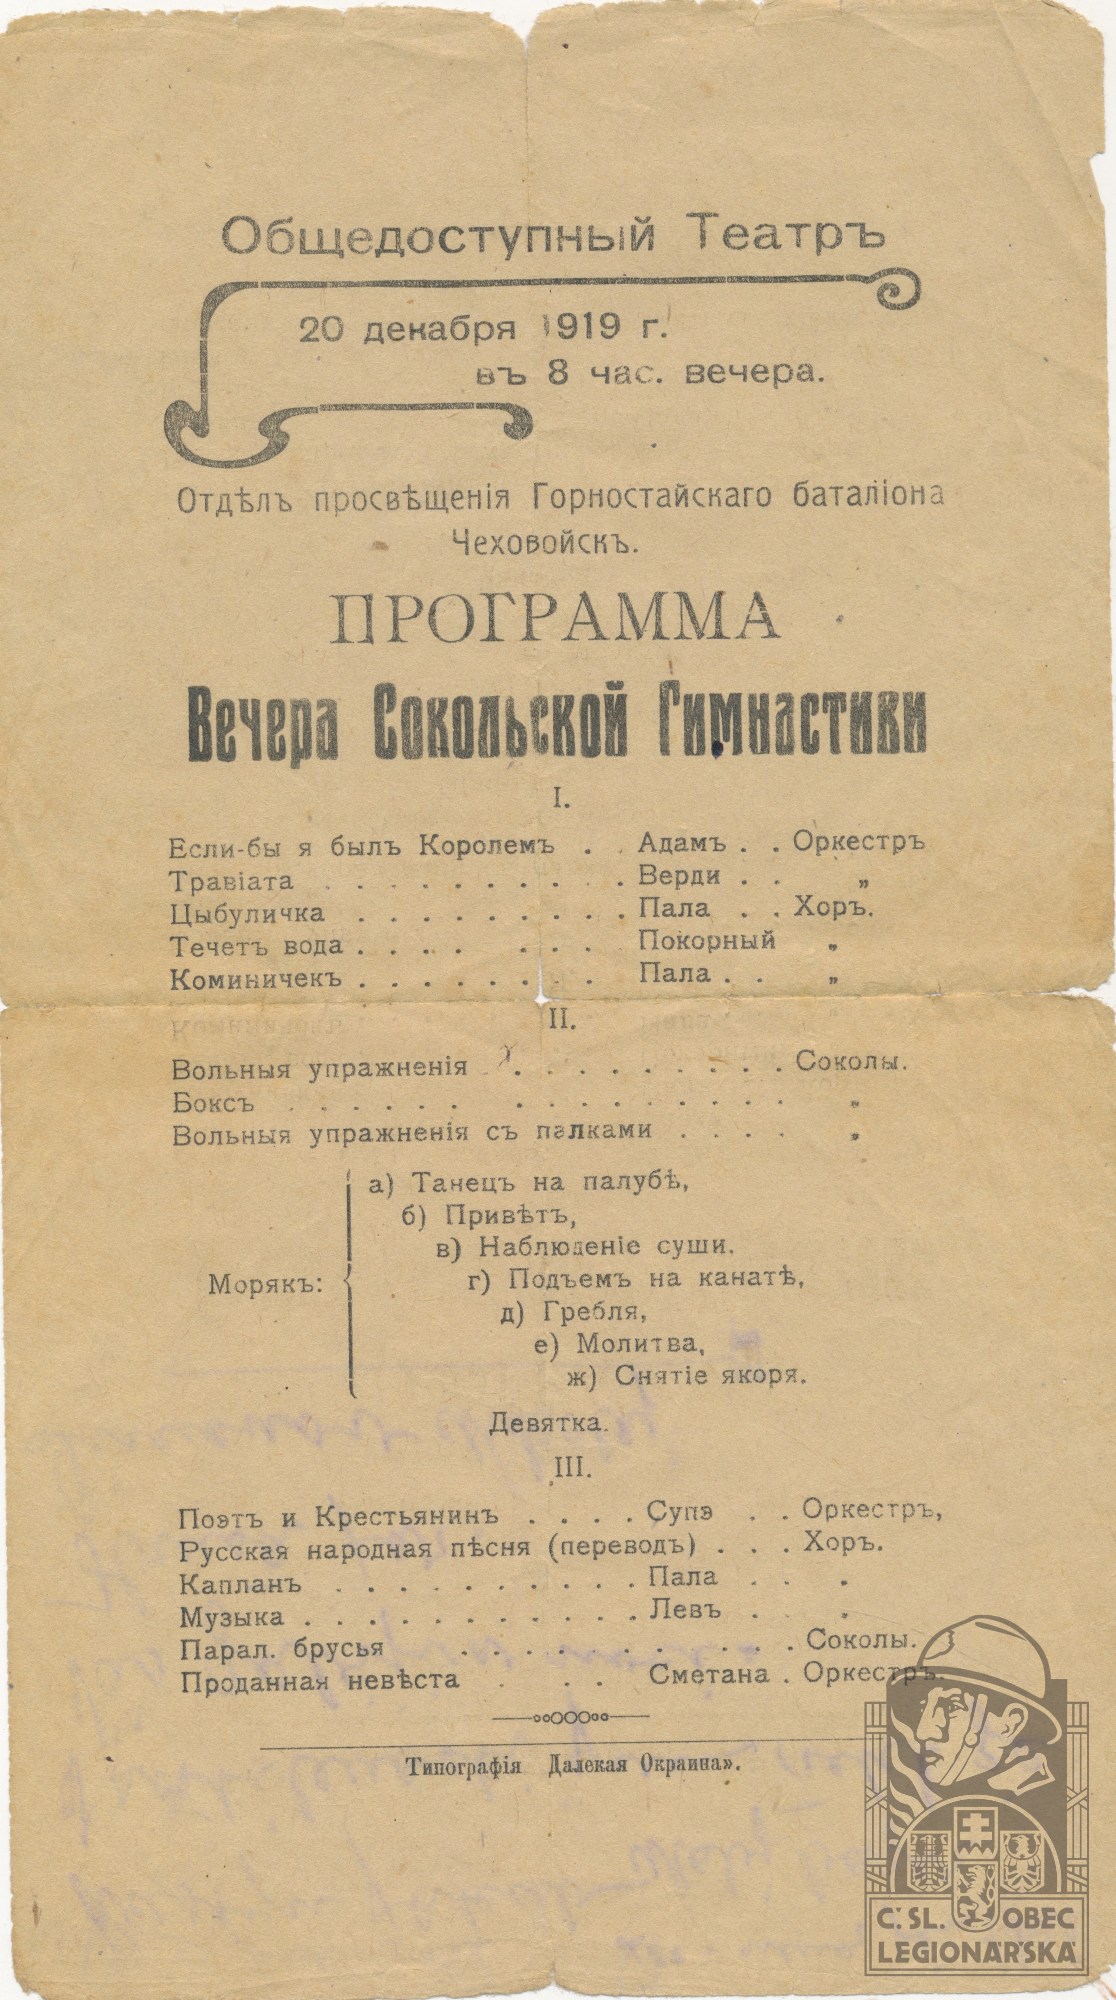 Общедоступный Театръ
20 декабря 1919 г.
въ 8 час. вечера.
Отдѣлъ просвѣщенія Горностайскаго баталіона
Чеховойскъ.
ПРОГРАММА
Вечера Сокольской Гимнастики
I.
Если-бы я былъ Королемъ . . Адамъ . . Оркестръ
Травіата . . . . . . . . . . Верди . . „
Цыбуличка . . . . . . . . . Пала . . Хоръ.
Течетъ вода . . . . . . . Покорный „
Коминичекъ . . . . . . . . Пала . . „
II.
Вольныя упражненія . . . . . . . . . Соколы.
Боксъ . . . . . . . . . . . . . . . „
Вольныя упражненія съ палками . . . . „
Морякъ:
а) Танецъ на палубѣ,
б) Привѣтъ,
в) Наблюденіе суши.
г) Подъемъ на канатѣ,
д) Гребля,
е) Молитва,
ж) Снятіе якоря.
Девятка.
III.
Поэтъ и Крестьянинъ . . . . Супэ . . Оркестръ,
Русская народная пѣсня (переводъ) . . . Хоръ.
Капланъ . . . . . . . . . . Пала . . „
Музыка . . . . . . . . . . . Левъ . „
Парал. брусья . . . . . . . . . . Соколы.
Проданная невѣста . . . Сметана . Оркестръ.
Типографія Далекая Окраина».
Č. SL. OBEC
LEGIONÁŘSKÁ